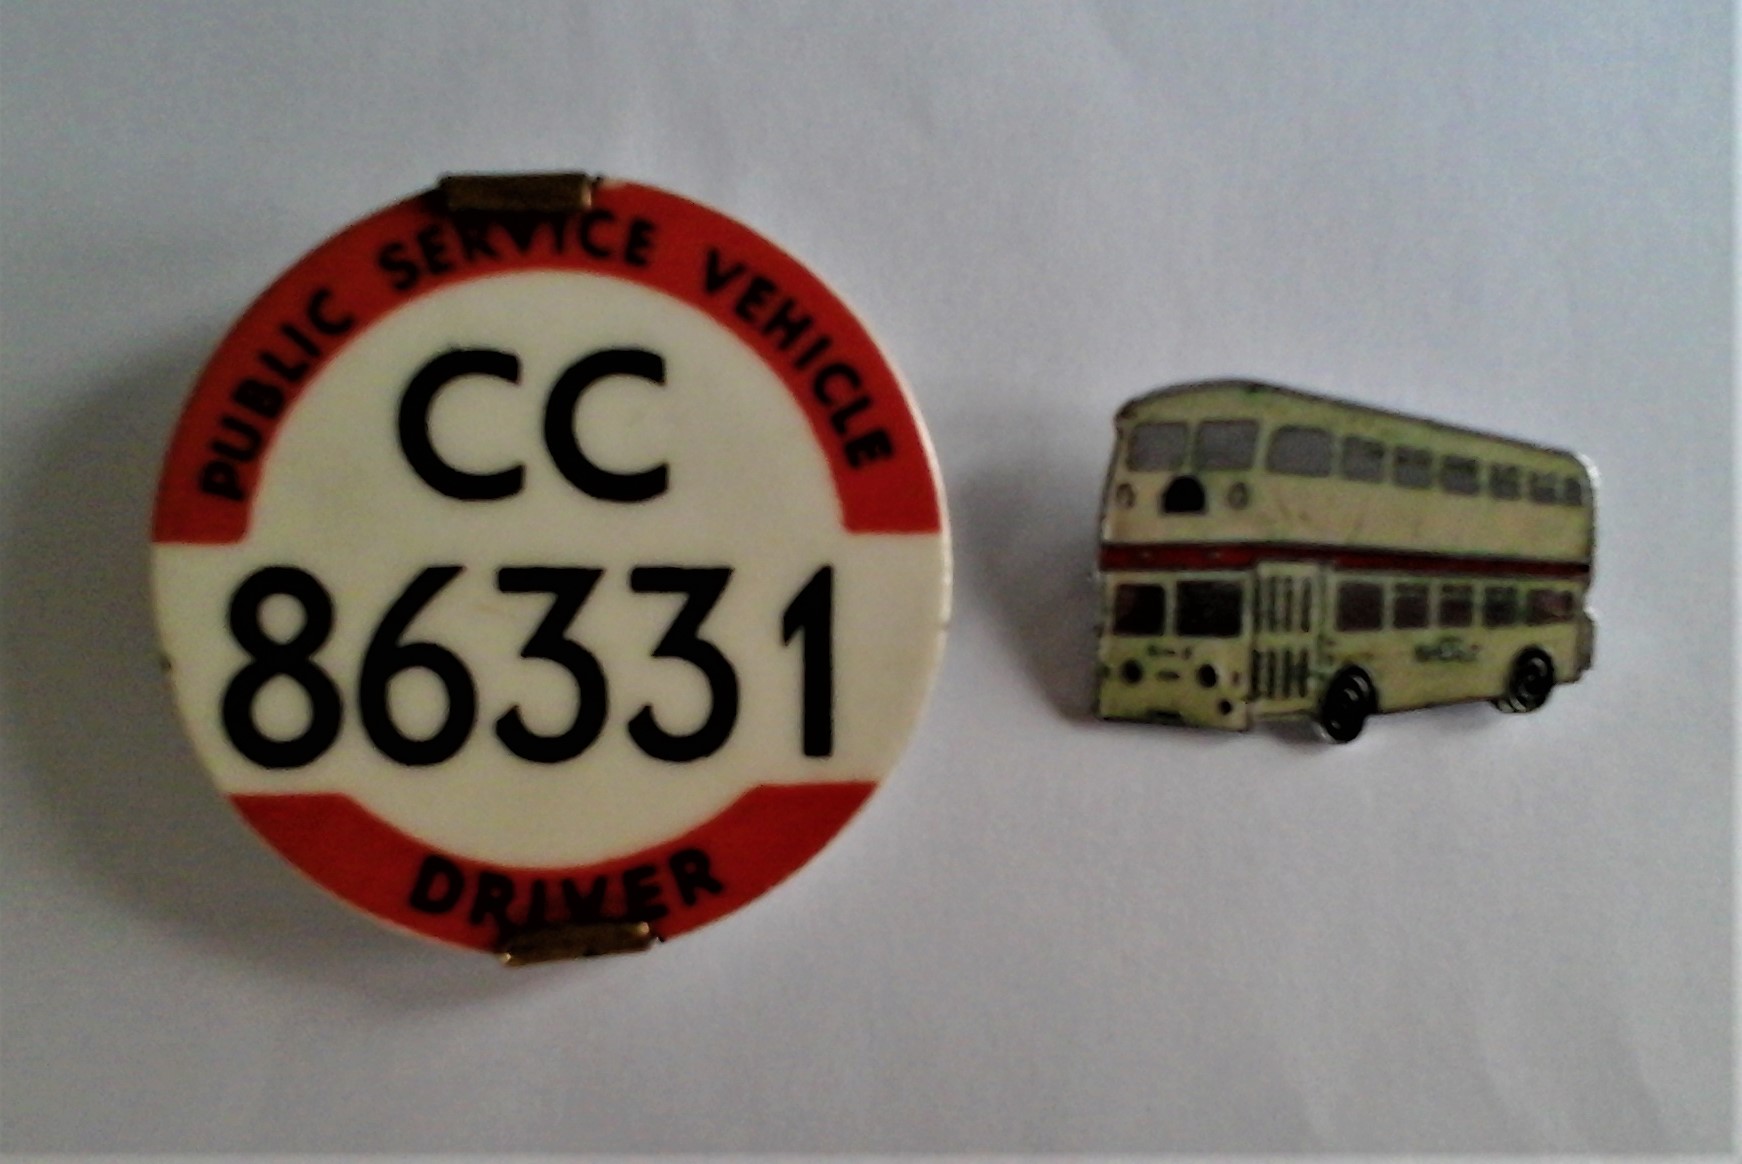 PUBLIC SERVICE VEHICLE
CC
86331
DRIVER